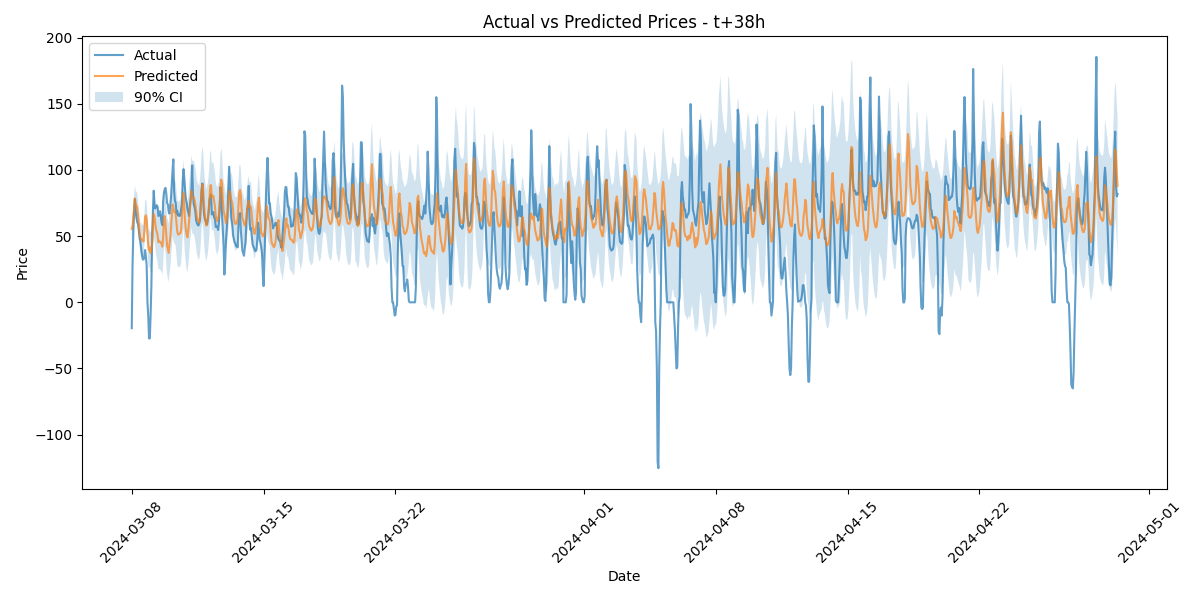 Actual vs Predicted Prices - t+38h
Actual
Predicted
90% CI
200
150
100
50
0
−50
−100
Price
2024-03-08
2024-03-15
2024-03-22
2024-04-01
2024-04-08
2024-04-15
2024-04-22
2024-05-01
Date